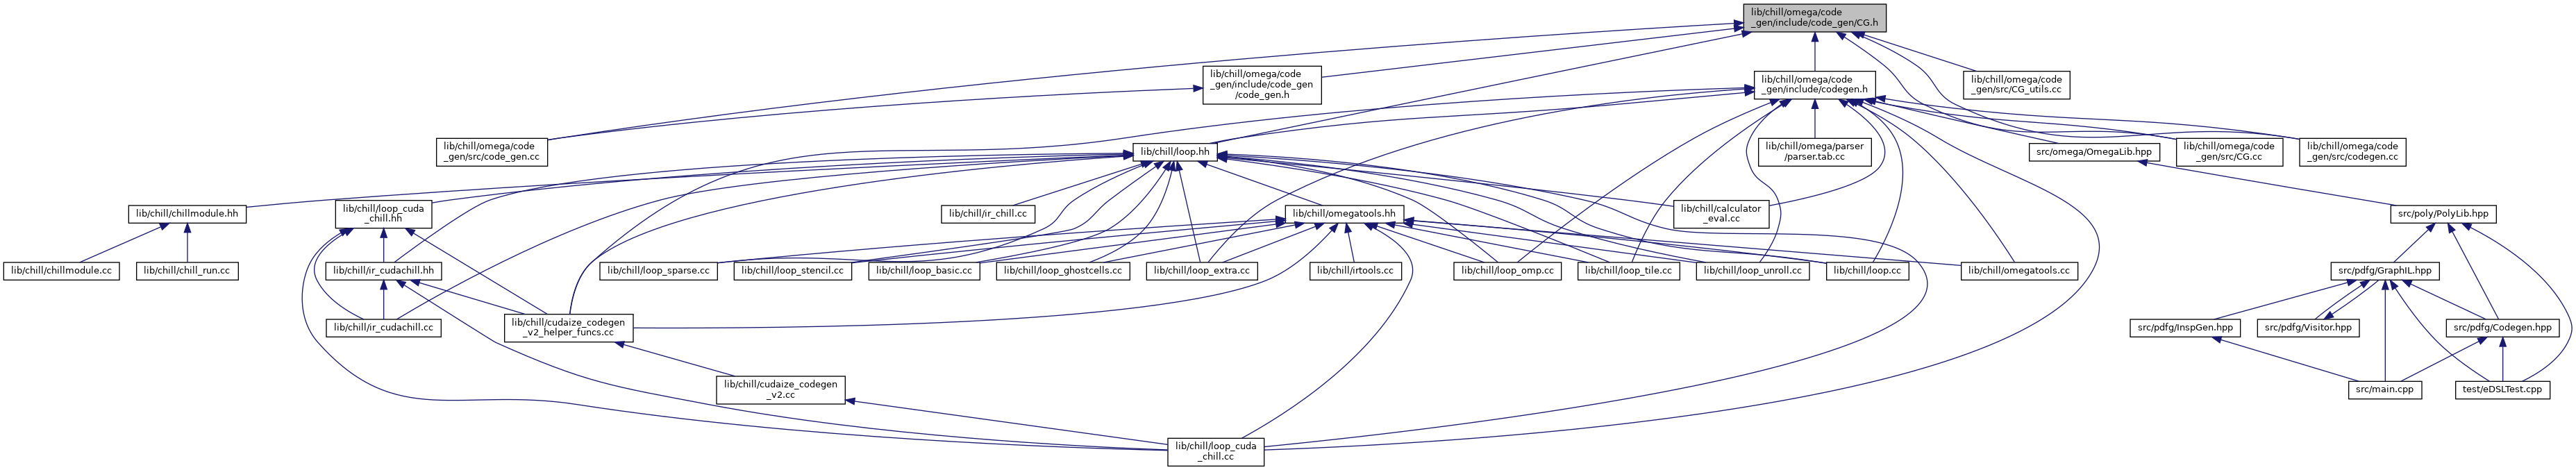 lib/chill/omega/code
_gen/include/code_gen/CG.h
lib/chill/omega/code
_gen/include/code_gen
/code_gen.h
lib/chill/omega/code
_gen/include/codegen.h
lib/chill/omega/code
_gen/src/CG_utils.cc
lib/chill/omega/code
_gen/src/code_gen.cc
lib/chill/loop.hh
lib/chill/omega/parser
/parser.tab.cc
src/omega/OmegaLib.hpp
lib/chill/omega/code
_gen/src/CG.cc
lib/chill/omega/code
_gen/src/codegen.cc
lib/chill/chillmodule.hh
lib/chill/loop_cuda
_chill.hh
lib/chill/ir_chill.cc
lib/chill/omegatools.hh
lib/chill/calculator
_eval.cc
src/poly/PolyLib.hpp
lib/chill/chillmodule.cc
lib/chill/chill_run.cc
lib/chill/ir_cudachill.hh
lib/chill/loop_sparse.cc
lib/chill/loop_stencil.cc
lib/chill/loop_basic.cc
lib/chill/loop_ghostcells.cc
lib/chill/loop_extra.cc
lib/chill/irtools.cc
lib/chill/loop_omp.cc
lib/chill/loop_tile.cc
lib/chill/loop_unroll.cc
lib/chill/loop.cc
lib/chill/omegatools.cc
src/pdfg/GraphIL.hpp
lib/chill/ir_cudachill.cc
lib/chill/cudaize_codegen
_v2_helper_funcs.cc
src/pdfg/InspGen.hpp
src/pdfg/Visitor.hpp
src/pdfg/Codegen.hpp
lib/chill/cudaize_codegen
_v2.cc
src/main.cpp
test/eDSLTest.cpp
lib/chill/loop_cuda
_chill.cc